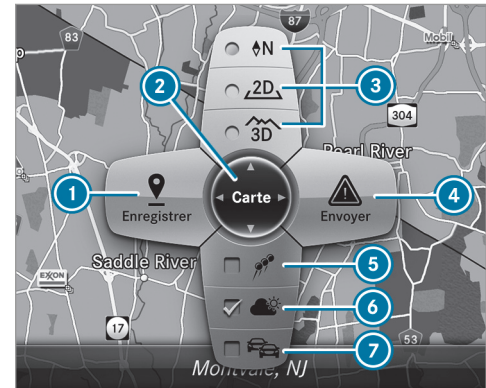 87
83
Mobil
N
2
2D
3
3D
304
Pearl River
1
Enregistrer
Carte
Envoyer
4
Saddle River
5
EXXON
6
17
53
7
Montvale, NJ